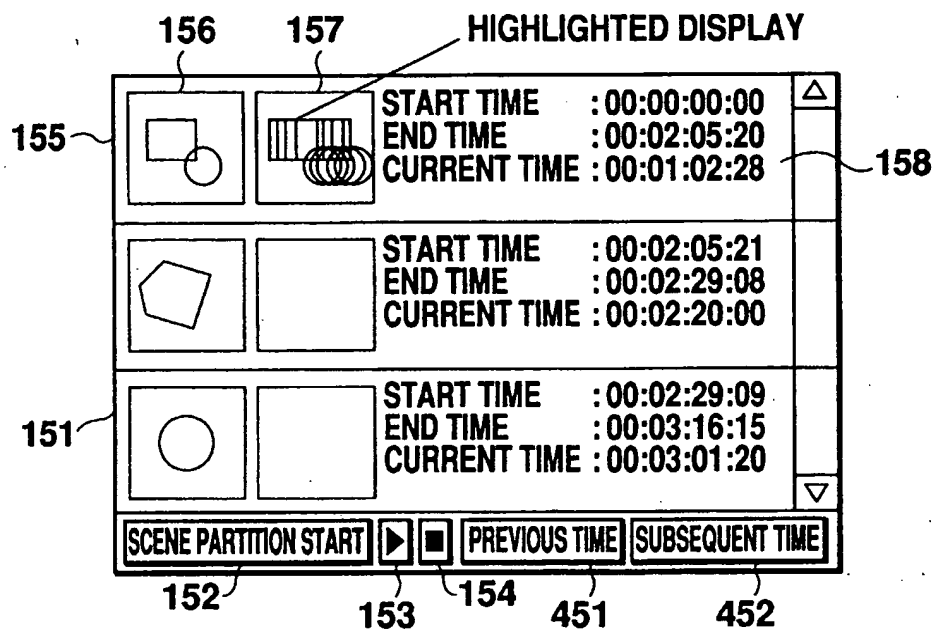 156 157 HIGHLIGHTED DISPLAY
155
START TIME : 00:00:00:00
END TIME : 00:02:05:20
CURRENT TIME : 00:01:02:28
158
START TIME : 00:02:05:21
END TIME : 00:02:29:08
CURRENT TIME : 00:02:20:00
151
START TIME : 00:02:29:09
END TIME : 00:03:16:15
CURRENT TIME : 00:03:01:20
SCENE PARTITION START PREVIOUS TIME SUBSEQUENT TIME
152 153 154 451 452